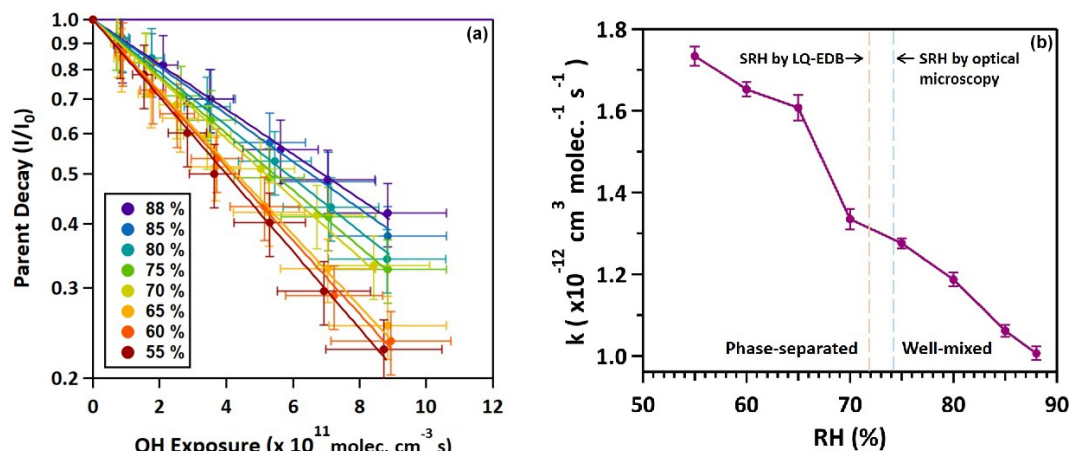 (a)
Parent Decay (I/I0)
1.0
0.9
0.8
0.7
0.6
0.5
0.4
0.3
0.2
88 %
85 %
80 %
75 %
70 %
65 %
60 %
55 %
0 2 4 6 8 10 12
OH Exposure (x 10^11 molec. cm^-3 s)
(b)
k ( x10^-12 cm^3 molec.^-1 s^-1)
1.8
1.6
1.4
1.2
1.0
SRH by LQ-EDB→
←SRH by optical
microscopy
Phase-separated
Well-mixed
50 60 70 80 90
RH (%)